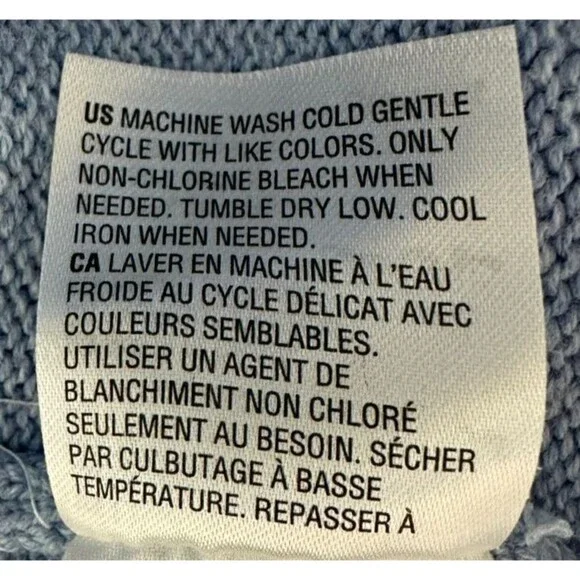 US MACHINE WASH COLD GENTLE
CYCLE WITH LIKE COLORS. ONLY
NON-CHLORINE BLEACH WHEN
NEEDED. TUMBLE DRY LOW. COOL
IRON WHEN NEEDED.
CA LAVER EN MACHINE À L'EAU
FROIDE AU CYCLE DÉLICAT AVEC
COULEURS SEMBLABLES.
UTILISER UN AGENT DE
BLANCHIMENT NON CHLORÉ
SEULEMENT AU BESOIN. SÉCHER
PAR CULBUTAGE À BASSE
TEMPÉRATURE. REPASSER À